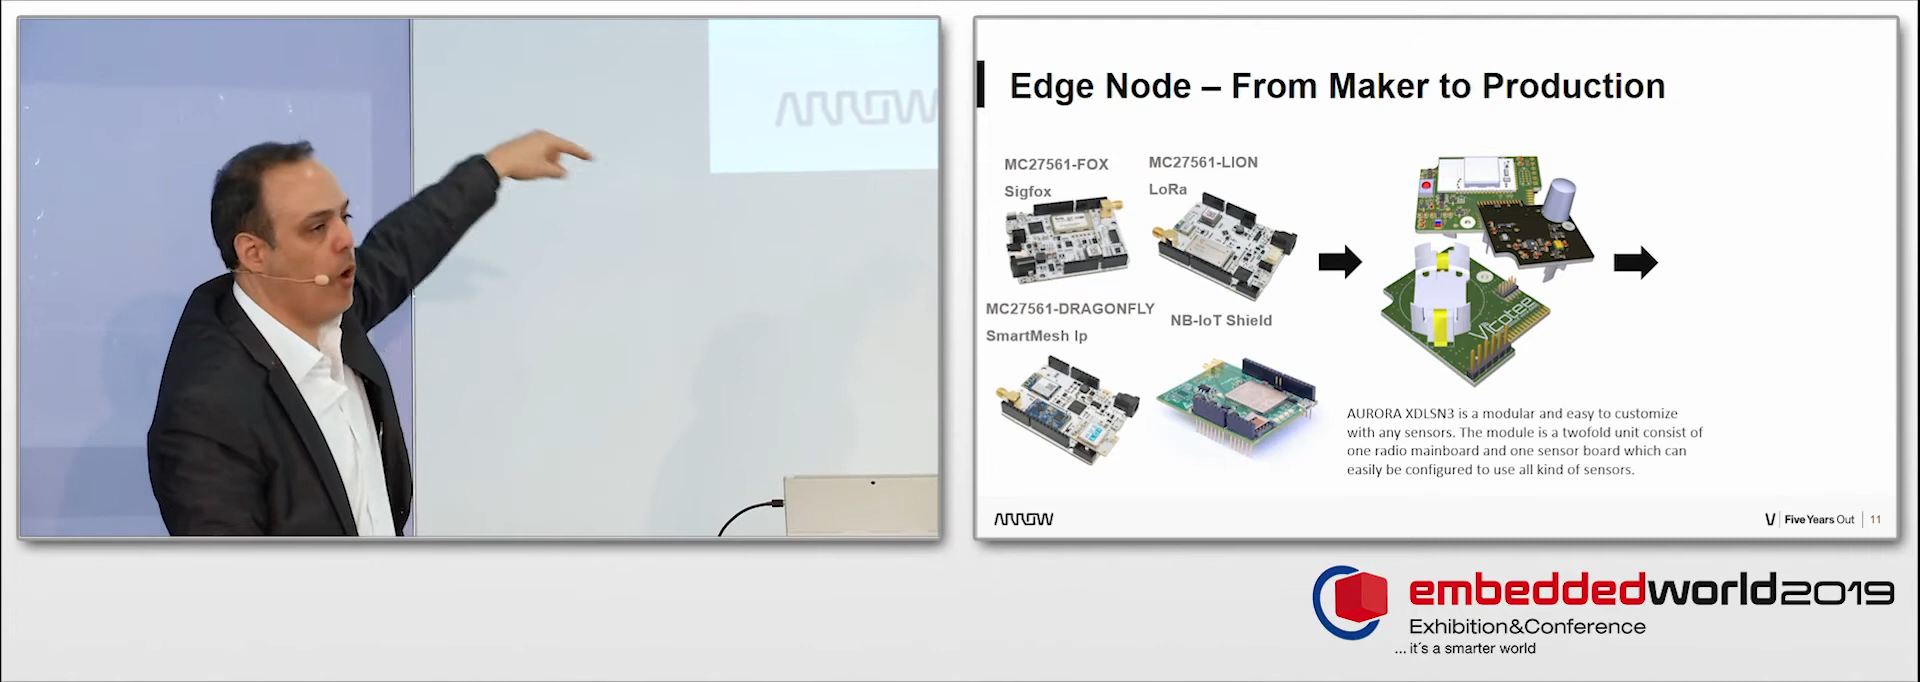 ARROW
Edge Node – From Maker to Production
MC27561-FOX
Sigfox
MC27561-LION
LoRa
MC27561-DRAGONFLY
SmartMesh Ip
NB-IoT Shield
Vicotee
AURORA XDLSN3 is a modular and easy to customize
with any sensors. The module is a twofold unit consist of
one radio mainboard and one sensor board which can
easily be configured to use all kind of sensors.
ARROW
Five Years Out
11
embeddedworld2019
Exhibition&Conference
... it´s a smarter world